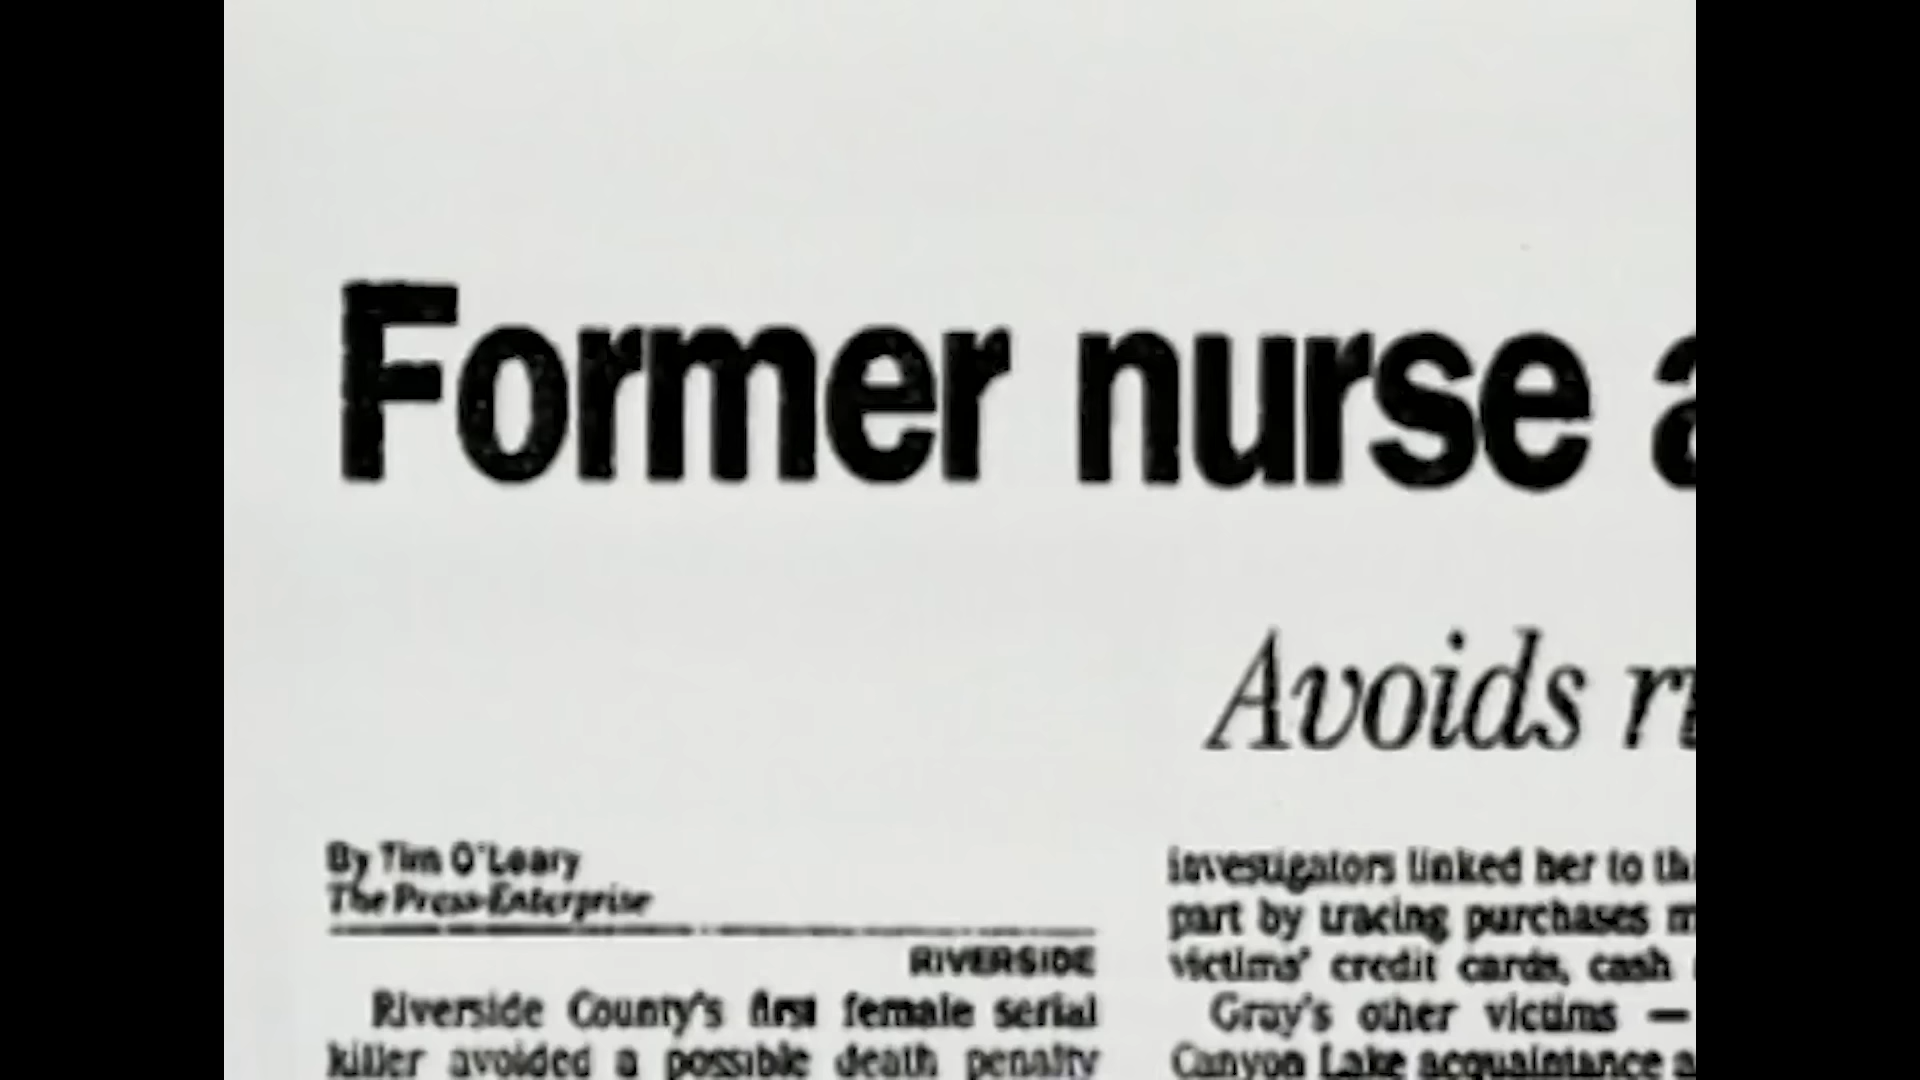 Former nurse
Avoids
By Tim O'Leary
The Press-Enterprise
RIVERSIDE
Riverside County's first female serial
killer avoided a possible death penalty
investigators linked her to
part by tracing purchases
victims' credit cards, cash
Gray's other victims —
Canyon Lake acquaintance